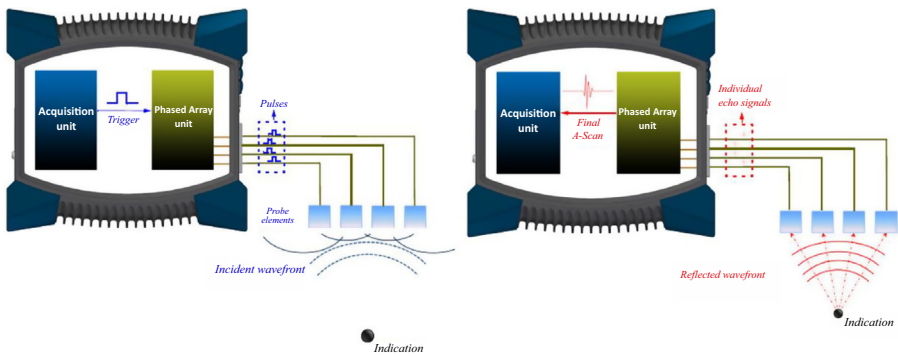 Acquisition
unit
Trigger
Phased Array
unit
Pulses
Probe
elements
Incident wavefront
Indication
Acquisition
unit
Final
A-Scan
Phased Array
unit
Individual
echo signals
Reflected wavefront
Indication